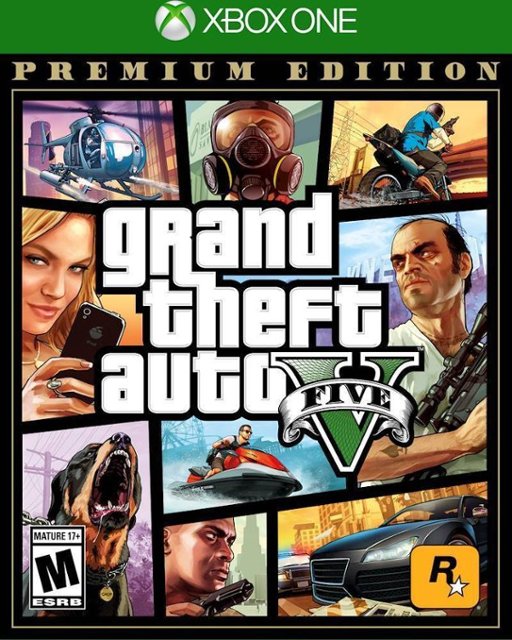 XBOX ONE
PREMIUM EDITION
grand
theft
auto V
FIVE
MATURE 17+
M
ESRB
R